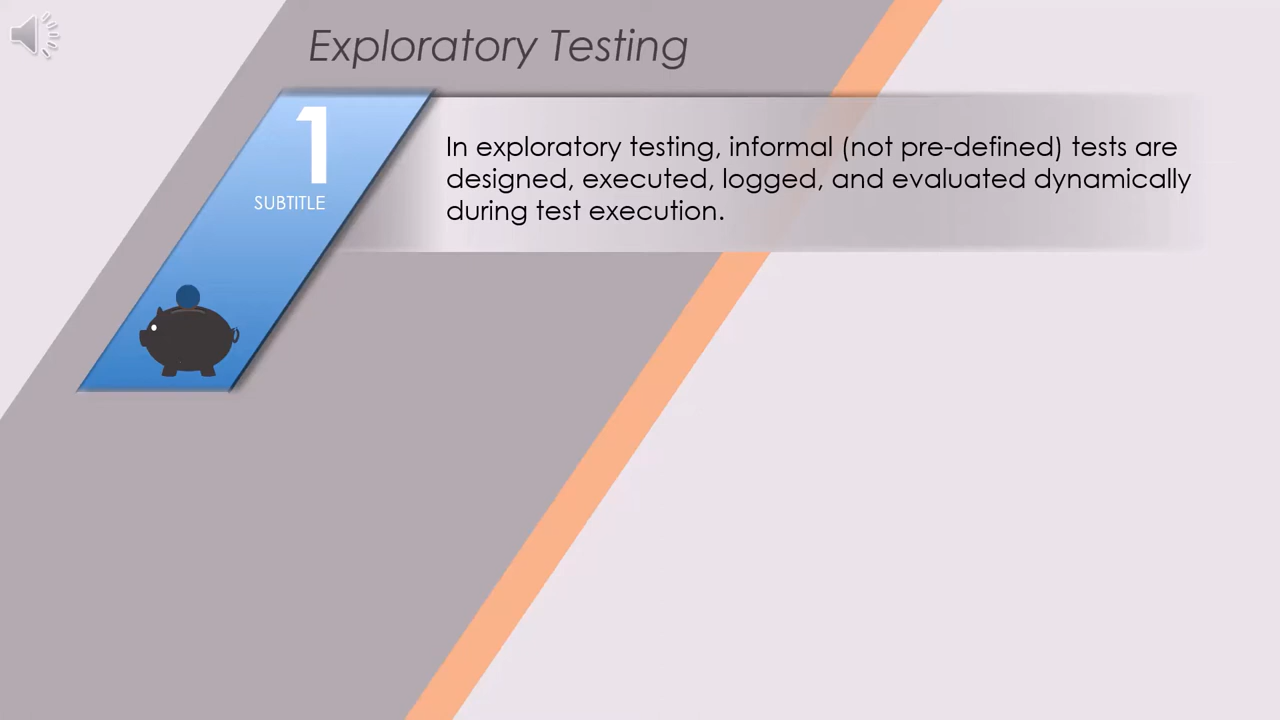 Exploratory Testing
1
SUBTITLE
In exploratory testing, informal (not pre-defined) tests are
designed, executed, logged, and evaluated dynamically
during test execution.